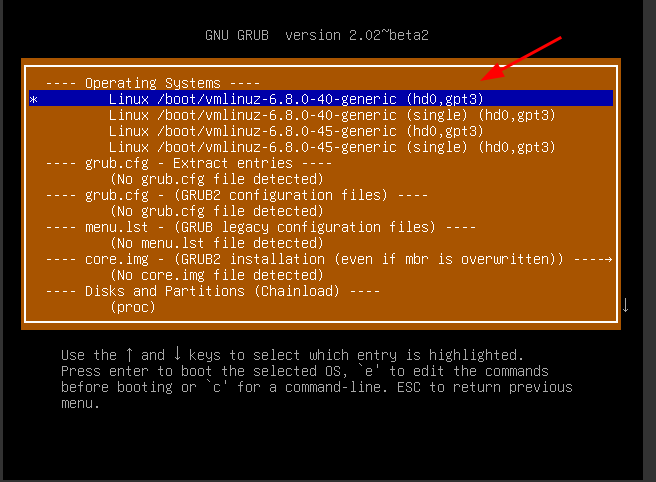 GNU GRUB  version 2.02~beta2
---- Operating Systems ----
*        Linux /boot/vmlinuz-6.8.0-40-generic (hd0,gpt3)
Linux /boot/vmlinuz-6.8.0-40-generic (single) (hd0,gpt3)
Linux /boot/vmlinuz-6.8.0-45-generic (hd0,gpt3)
Linux /boot/vmlinuz-6.8.0-45-generic (single) (hd0,gpt3)
---- grub.cfg - Extract entries ----
(No grub.cfg file detected)
---- grub.cfg - (GRUB2 configuration files) ----
(No grub.cfg file detected)
---- menu.lst - (GRUB legacy configuration files) ----
(No menu.lst file detected)
---- core.img - (GRUB2 installation (even if mbr is overwritten)) ----→
(No core.img file detected)
---- Disks and Partitions (Chainload) ----
(proc) ↓
Use the ↑ and ↓ keys to select which entry is highlighted.
Press enter to boot the selected OS, `e' to edit the commands
before booting or `c' for a command-line. ESC to return previous
menu.